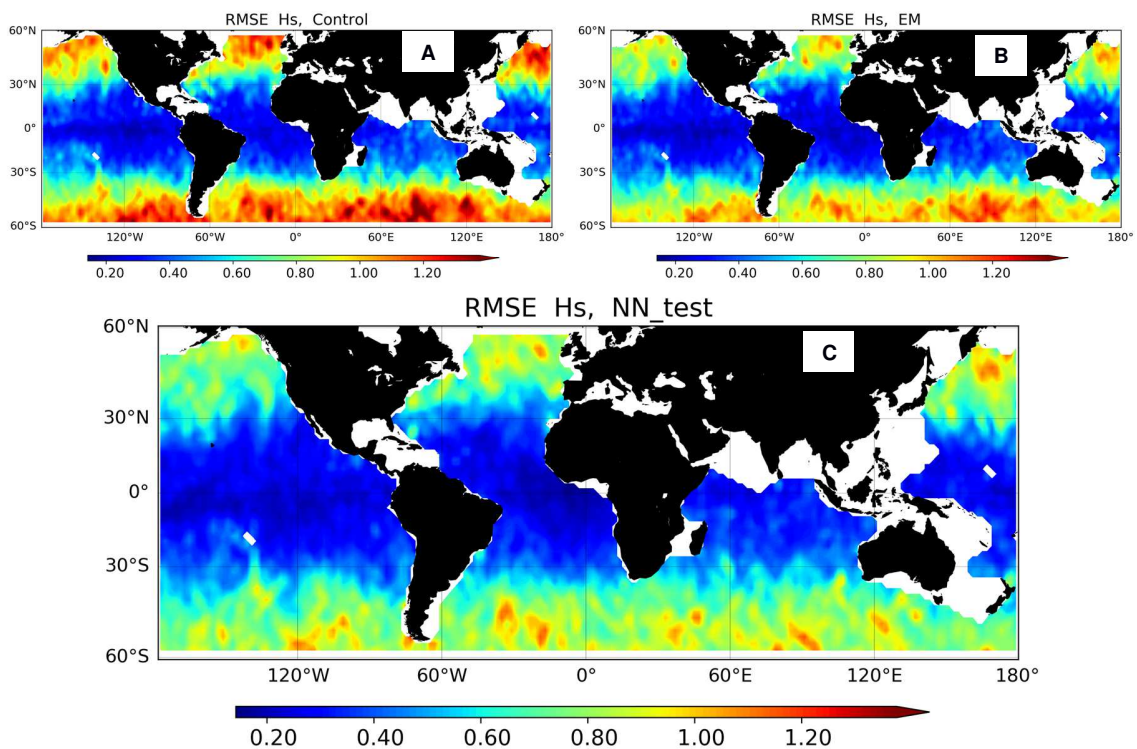 RMSE Hs, Control
60°N
30°N
0°
30°S
60°S
A
120°W 60°W 0° 60°E 120°E 180°
0.20 0.40 0.60 0.80 1.00 1.20
RMSE Hs, EM
60°N
30°N
0°
30°S
60°S
B
120°W 60°W 0° 60°E 120°E 180°
0.20 0.40 0.60 0.80 1.00 1.20
RMSE Hs, NN_test
60°N
30°N
0°
30°S
60°S
C
120°W 60°W 0° 60°E 120°E 180°
0.20 0.40 0.60 0.80 1.00 1.20